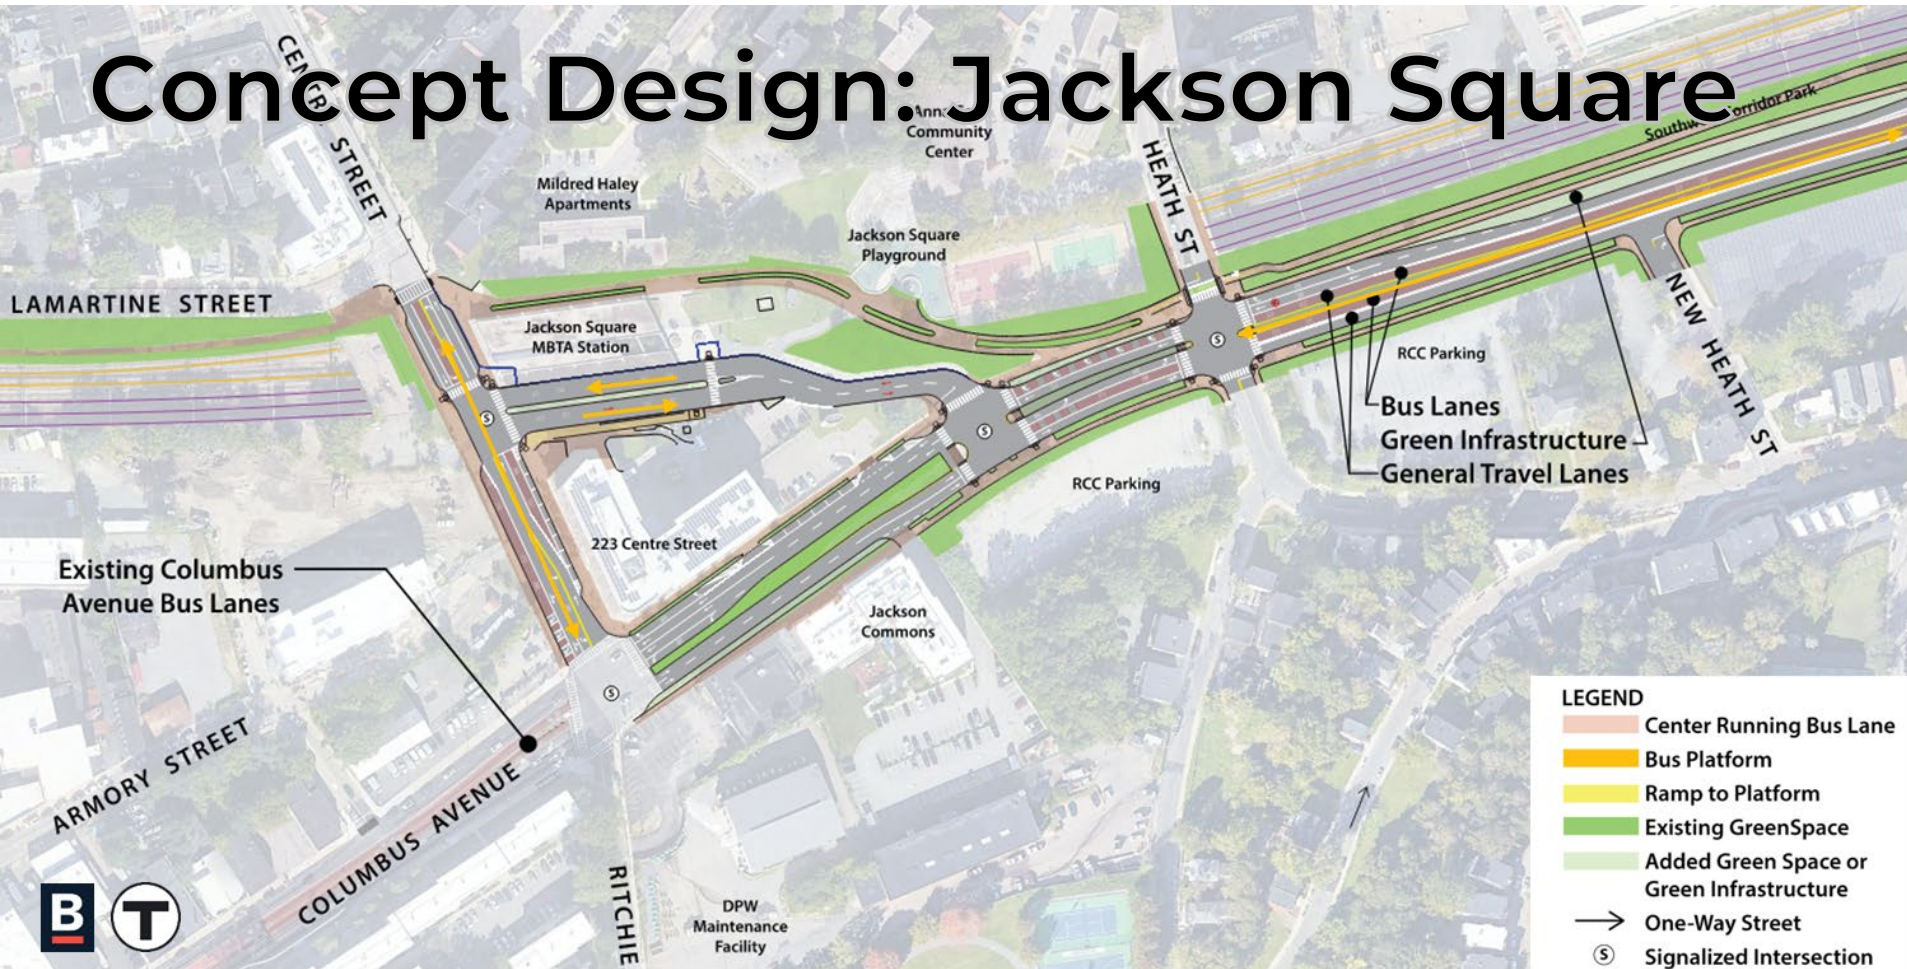 Concept Design: Jackson Square
CENTRE STREET
Community
Center
Corridor Park
HEATH ST
Mildred Haley
Apartments
Jackson Square
Playground
LAMARTINE STREET
Jackson Square
MBTA Station
S
S
S
NEW HEATH ST
RCC Parking
Bus Lanes
Green Infrastructure
General Travel Lanes
B
RCC Parking
223 Centre Street
Existing Columbus
Avenue Bus Lanes
Jackson
Commons
S
ARMORY STREET
COLUMBUS AVENUE
RITCHIE
DPW
Maintenance
Facility
B
T
LEGEND
Center Running Bus Lane
Bus Platform
Ramp to Platform
Existing GreenSpace
Added Green Space or
Green Infrastructure
One-Way Street
S
Signalized Intersection